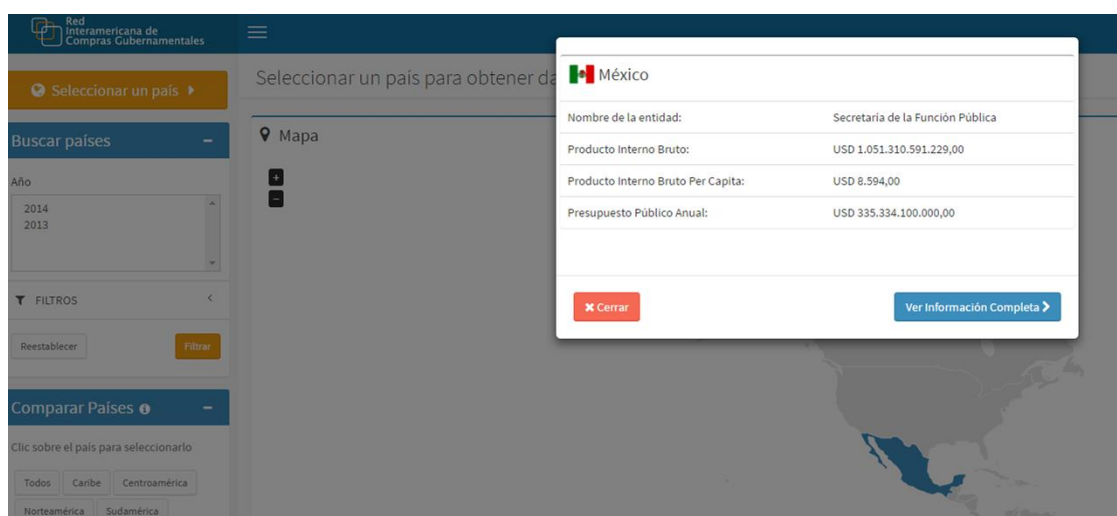 Red
Interamericana de
Compras Gubernamentales
Seleccionar un país
Seleccionar un país para obtener da
Buscar países
Año
2014
2013
FILTROS
Reestablecer
Filtrar
Comparar Países
Clic sobre el país para seleccionarlo
Todos
Caribe
Centroamérica
Norteamérica
Sudamérica
Mapa
+
-
México
Nombre de la entidad: Secretaría de la Función Pública
Producto Interno Bruto: USD 1.051.310.591.229,00
Producto Interno Bruto Per Capita: USD 8.594,00
Presupuesto Público Anual: USD 335.334.100.000,00
Cerrar
Ver Información Completa